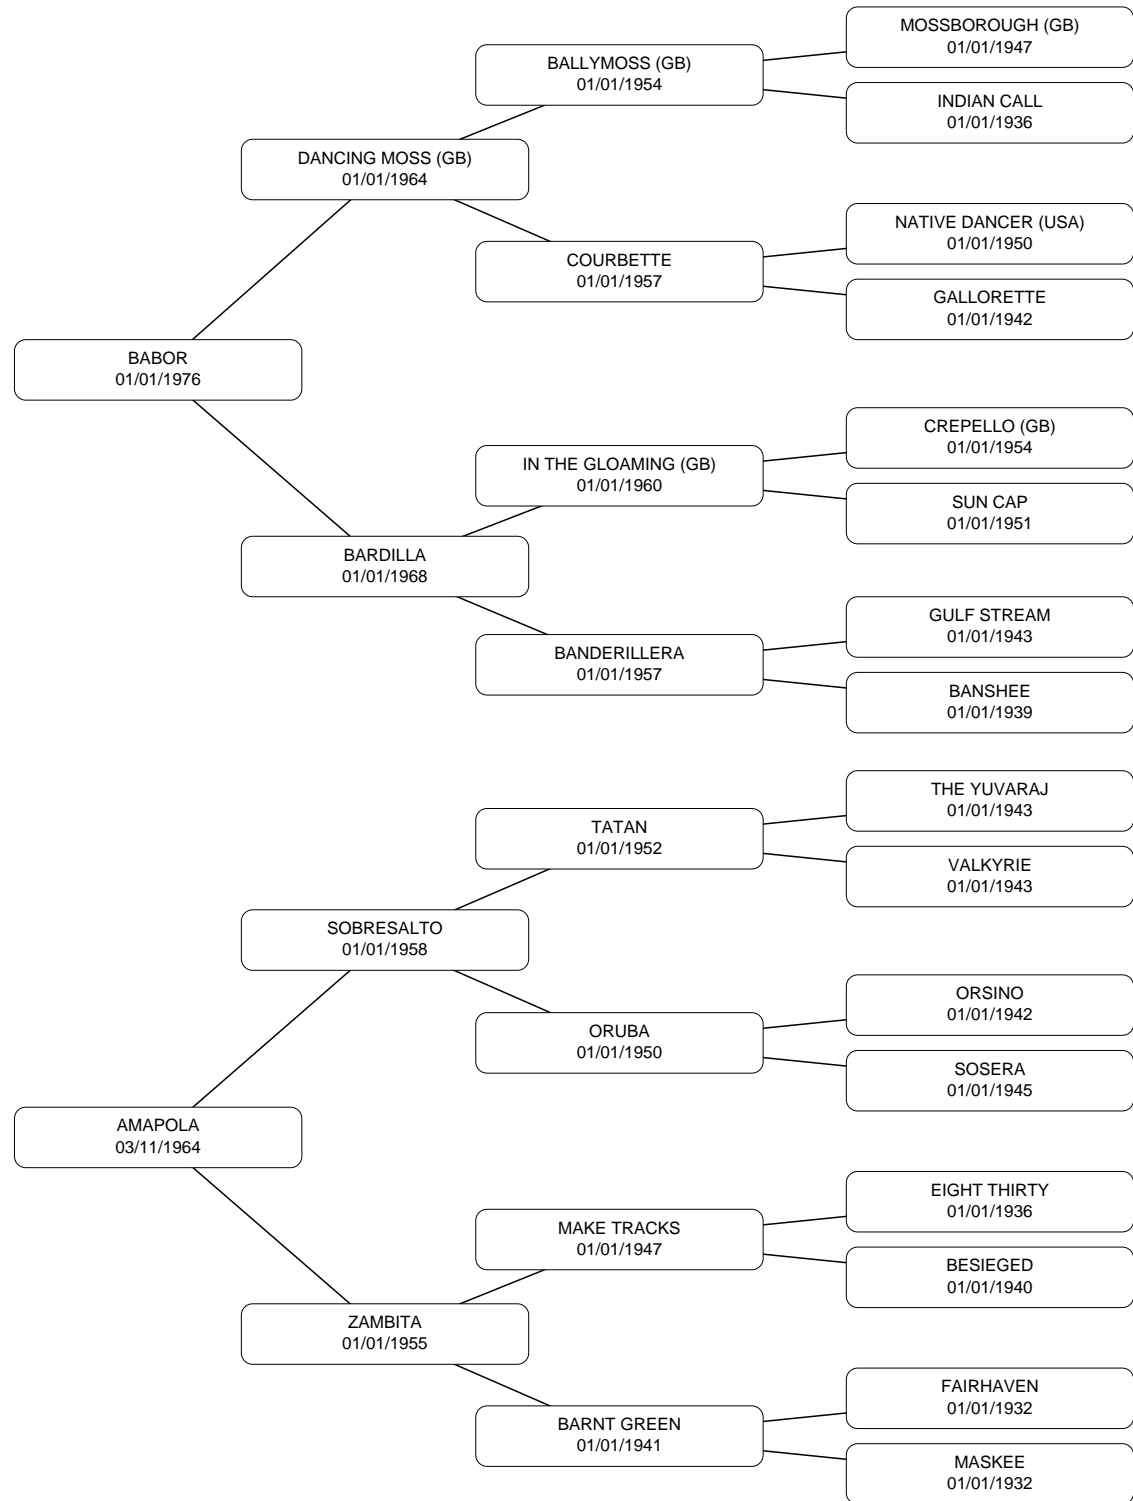 MOSSBOROUGH (GB)
01/01/1947
BALLYMOSS (GB)
01/01/1954
INDIAN CALL
01/01/1936
DANCING MOSS (GB)
01/01/1964
NATIVE DANCER (USA)
01/01/1950
COURBETTE
01/01/1957
GALLORETTE
01/01/1942
BABOR
01/01/1976
CREPELLO (GB)
01/01/1954
IN THE GLOAMING (GB)
01/01/1960
SUN CAP
01/01/1951
BARDILLA
01/01/1968
GULF STREAM
01/01/1943
BANDERILLERA
01/01/1957
BANSHEE
01/01/1939
THE YUVARAJ
01/01/1943
TATAN
01/01/1952
VALKYRIE
01/01/1943
SOBRESALTO
01/01/1958
ORSINO
01/01/1942
ORUBA
01/01/1950
SOSERA
01/01/1945
AMAPOLA
03/11/1964
EIGHT THIRTY
01/01/1936
MAKE TRACKS
01/01/1947
BESIEGED
01/01/1940
ZAMBITA
01/01/1955
FAIRHAVEN
01/01/1932
BARNT GREEN
01/01/1941
MASKEE
01/01/1932